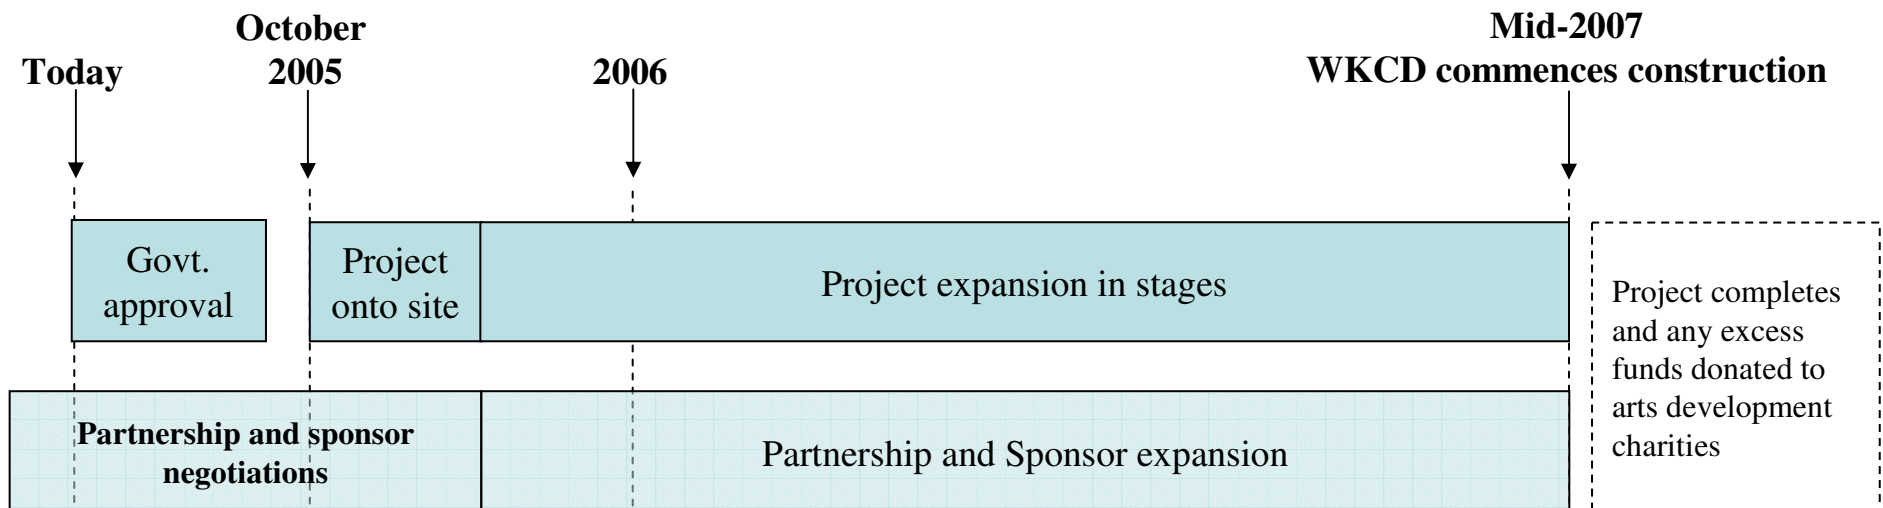 October
Mid-2007
Today
2005
2006
WKCD commences construction
Govt.
approval
Project
onto site
Project expansion in stages
Project completes
and any excess
funds donated to
arts development
charities
Partnership and sponsor
negotiations
Partnership and Sponsor expansion